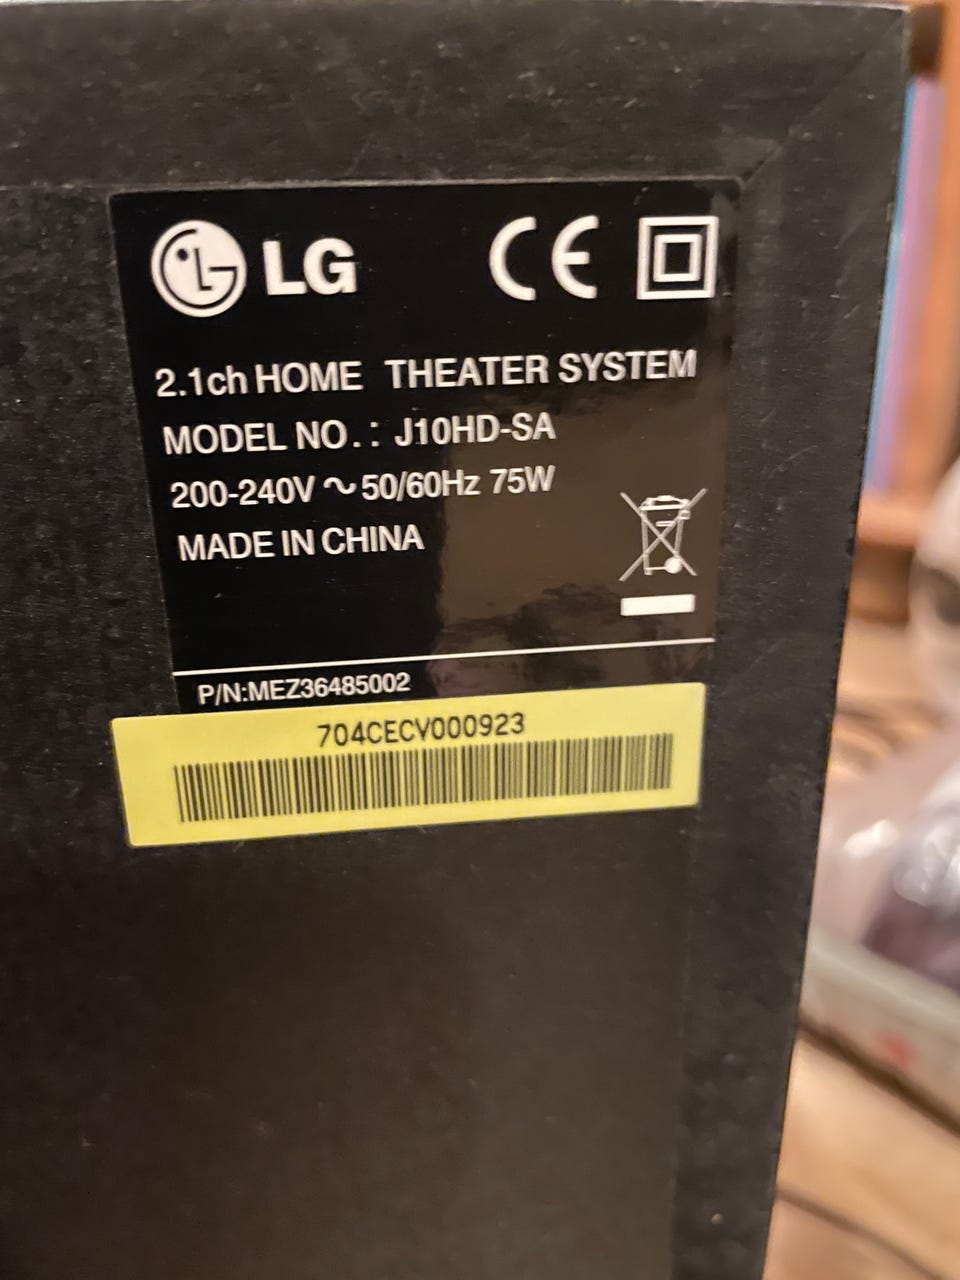 LG CE
2.1ch HOME THEATER SYSTEM
MODEL NO.: J10HD-SA
200-240V ~ 50/60Hz 75W
MADE IN CHINA
P/N:MEZ36485002
704CECV000923